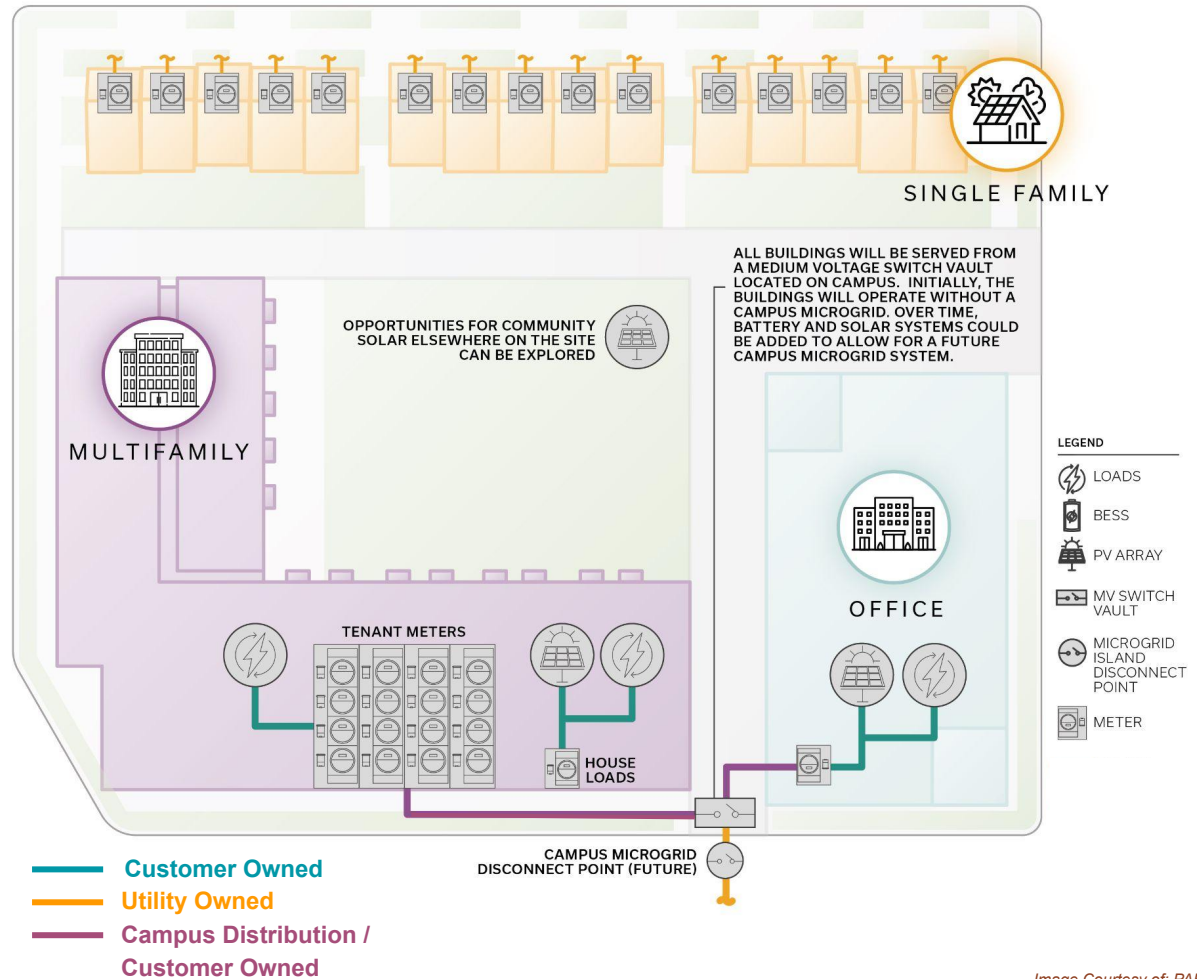 SINGLE FAMILY
ALL BUILDINGS WILL BE SERVED FROM
A MEDIUM VOLTAGE SWITCH VAULT
LOCATED ON CAMPUS. INITIALLY, THE
BUILDINGS WILL OPERATE WITHOUT A
CAMPUS MICROGRID. OVER TIME,
BATTERY AND SOLAR SYSTEMS COULD
BE ADDED TO ALLOW FOR A FUTURE
CAMPUS MICROGRID SYSTEM.
OPPORTUNITIES FOR COMMUNITY
SOLAR ELSEWHERE ON THE SITE
CAN BE EXPLORED
MULTIFAMILY
OFFICE
TENANT METERS
HOUSE
LOADS
LEGEND
LOADS
BESS
PV ARRAY
MV SWITCH
VAULT
MICROGRID
ISLAND
DISCONNECT
POINT
METER
CAMPUS MICROGRID
DISCONNECT POINT (FUTURE)
Customer Owned
Utility Owned
Campus Distribution /
Customer Owned
Image Courtesy of: